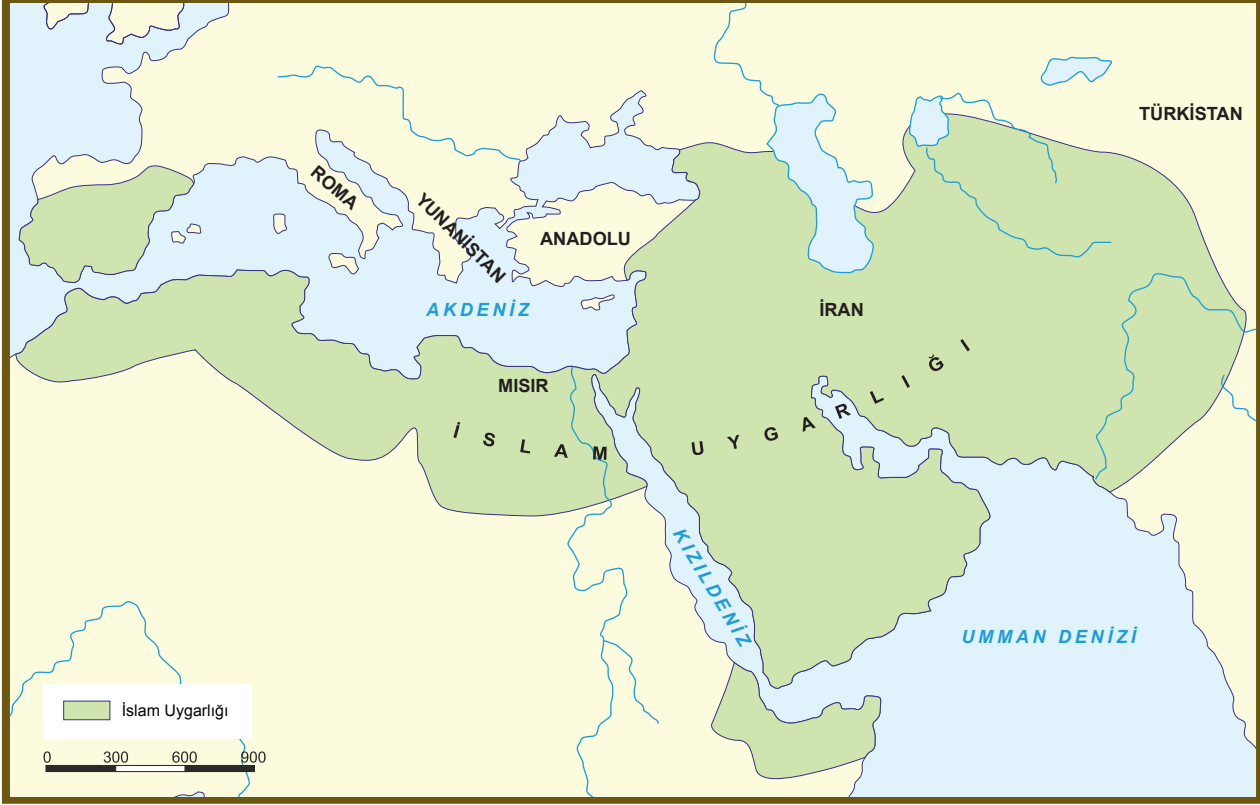 TÜRKİSTAN
ROMA
YUNANİSTAN
ANADOLU
AKDENİZ
İRAN
MISIR
İSLAM UYGARLIĞI
KIZILDENİZ
UMMAN DENİZİ
İslam Uygarlığı
0 300 600 900